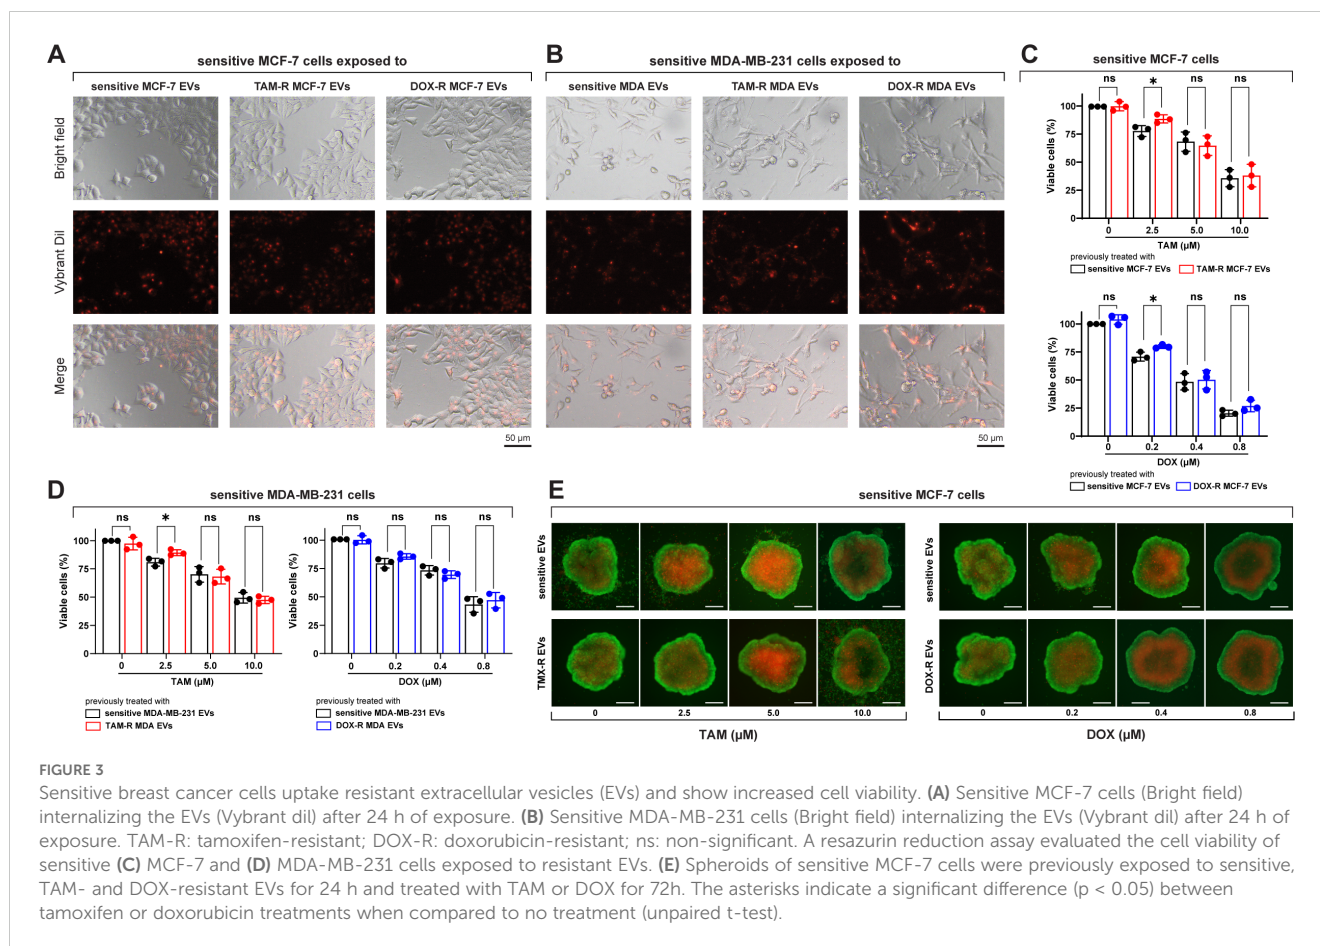 A
sensitive MCF-7 cells exposed to
sensitive MCF-7 EVs
TAM-R MCF-7 EVs
DOX-R MCF-7 EVs
Bright field
Vybrant Dil
Merge
50 µm
B
sensitive MDA-MB-231 cells exposed to
sensitive MDA EVs
TAM-R MDA EVs
DOX-R MDA EVs
50 µm
C
sensitive MCF-7 cells
ns
*
ns
ns
Viable cells (%)
100
75
50
25
0
0
2.5
5.0
10.0
TAM (µM)
previously treated with
sensitive MCF-7 EVs
TAM-R MCF-7 EVs
ns
*
ns
ns
Viable cells (%)
100
75
50
25
0
0
0.2
0.4
0.8
DOX (µM)
previously treated with
sensitive MCF-7 EVs
DOX-R MCF-7 EVs
D
sensitive MDA-MB-231 cells
ns
*
ns
ns
Viable cells (%)
100
75
50
25
0
0
2.5
5.0
10.0
TAM (µM)
previously treated with
sensitive MDA-MB-231 EVs
TAM-R MDA EVs
ns
ns
ns
ns
Viable cells (%)
100
75
50
25
0
0
0.2
0.4
0.8
DOX (µM)
previously treated with
sensitive MDA-MB-231 EVs
DOX-R MDA EVs
E
sensitive MCF-7 cells
sensitive EVs
TMX-R EVs
0
2.5
5.0
10.0
TAM (µM)
sensitive EVs
DOX-R EVs
0
0.2
0.4
0.8
DOX (µM)
FIGURE 3
Sensitive breast cancer cells uptake resistant extracellular vesicles (EVs) and show increased cell viability. (A) Sensitive MCF-7 cells (Bright field)
internalizing the EVs (Vybrant dil) after 24 h of exposure. (B) Sensitive MDA-MB-231 cells (Bright field) internalizing the EVs (Vybrant dil) after 24 h of
exposure. TAM-R: tamoxifen-resistant; DOX-R: doxorubicin-resistant; ns: non-significant. A resazurin reduction assay evaluated the cell viability of
sensitive (C) MCF-7 and (D) MDA-MB-231 cells exposed to resistant EVs. (E) Spheroids of sensitive MCF-7 cells were previously exposed to sensitive,
TAM- and DOX-resistant EVs for 24 h and treated with TAM or DOX for 72h. The asterisks indicate a significant difference (p < 0.05) between
tamoxifen or doxorubicin treatments when compared to no treatment (unpaired t-test).